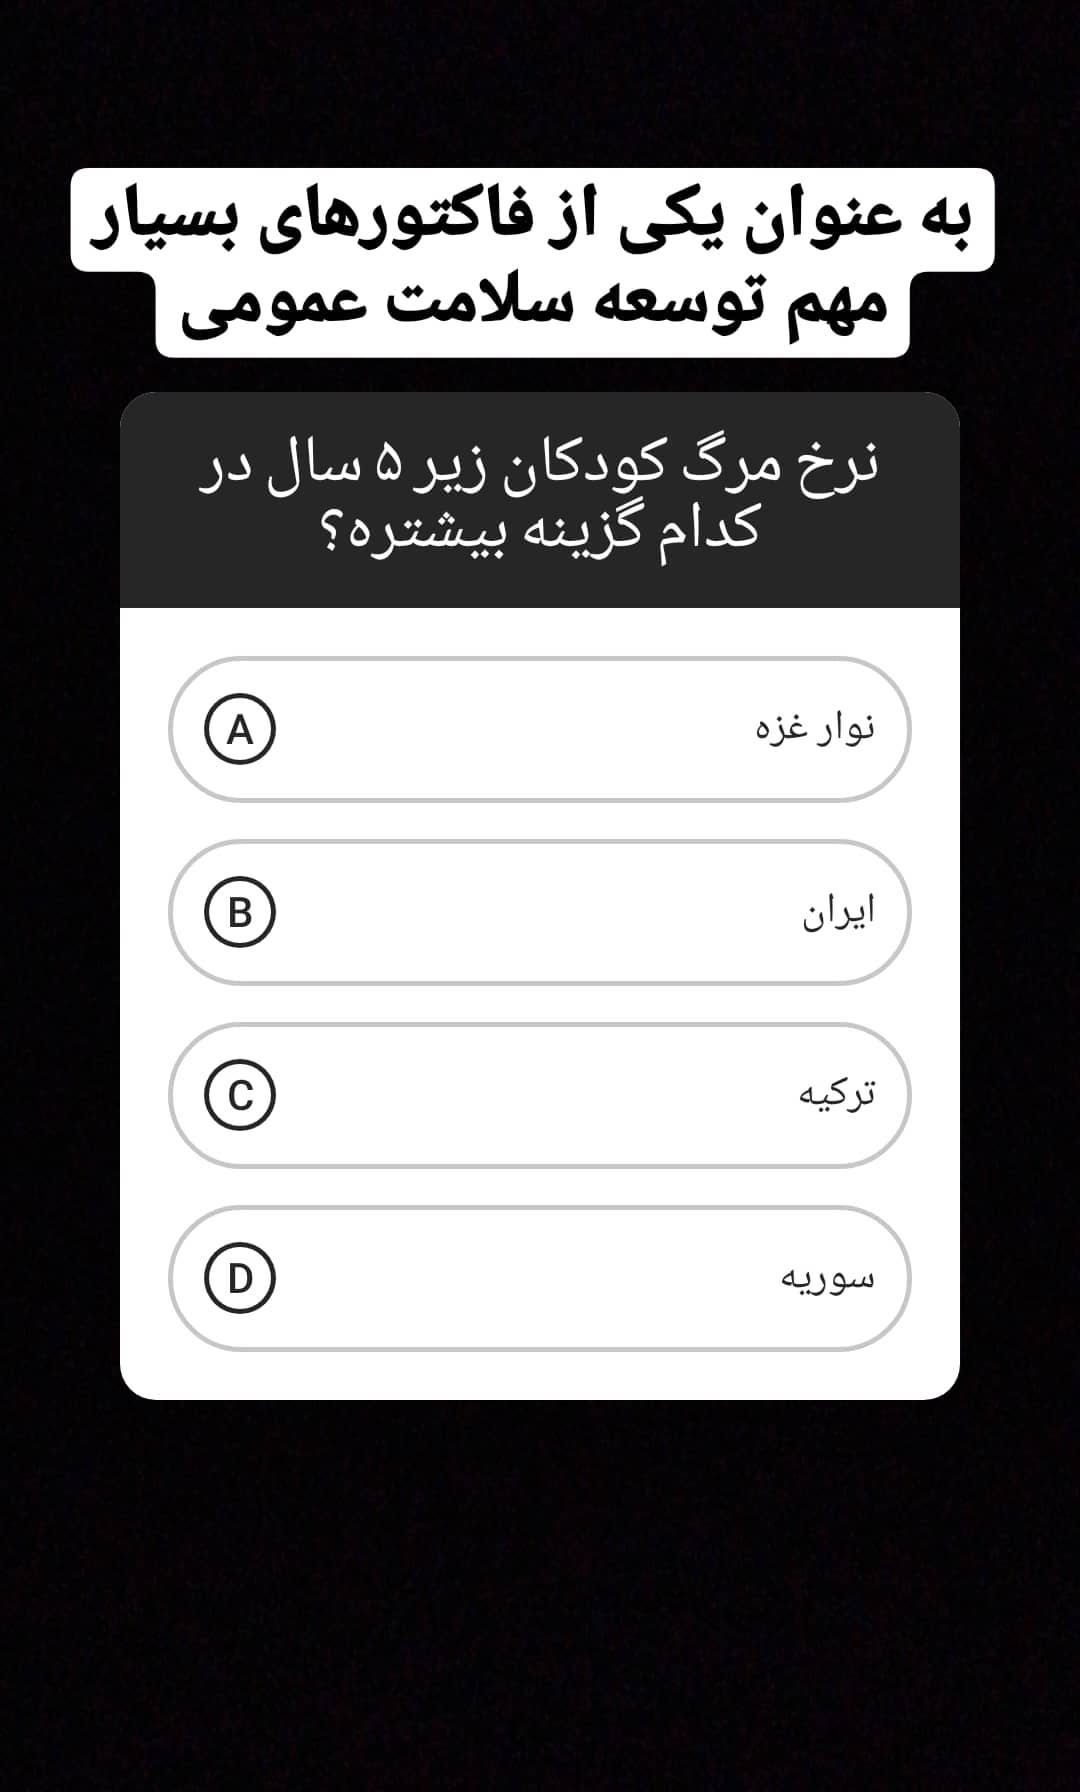 به عنوان یکی از فاکتورهای بسیار
مهم توسعه سلامت عمومی
نرخ مرگ کودکان زیر ۵ سال در
کدام گزینه بیشتره؟
A نوار غزه
B ایران
C ترکیه
D سوریه